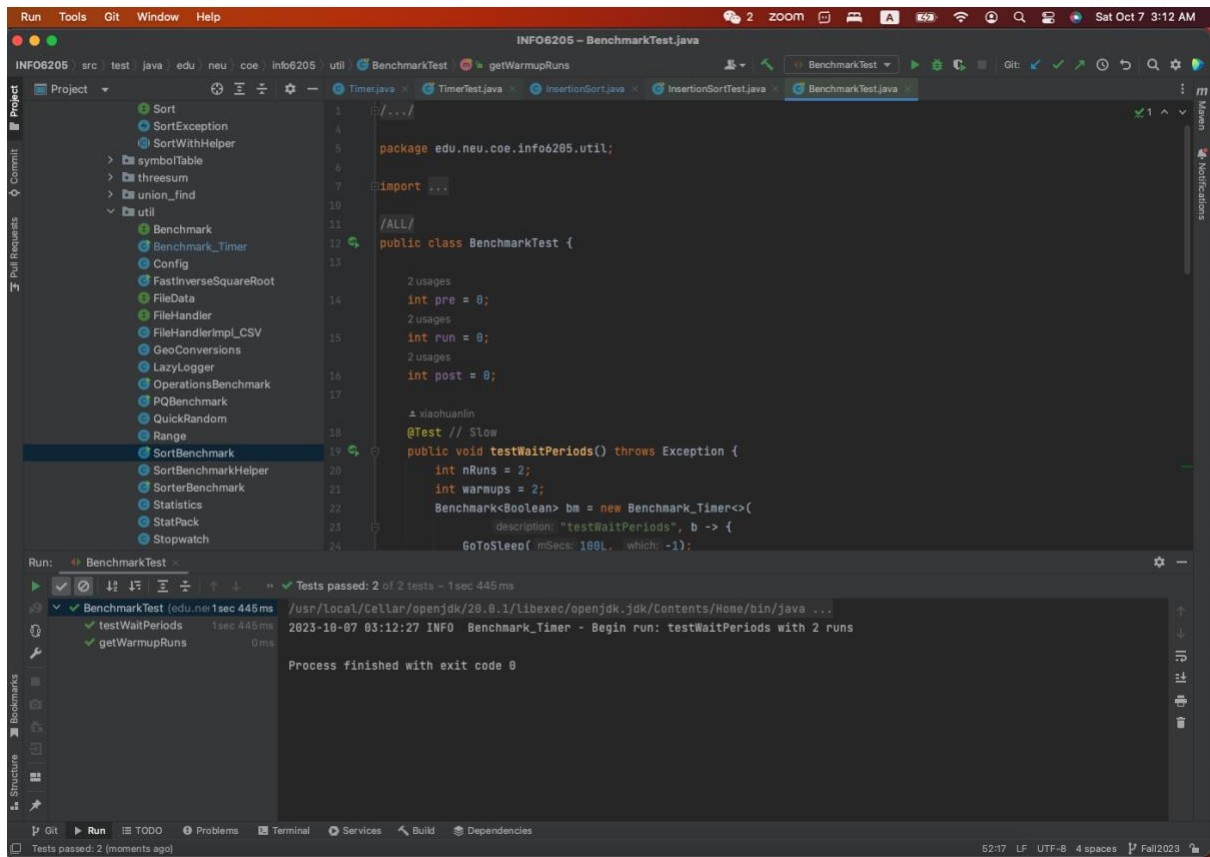 Run Tools Git Window Help 2 zoom A Sat Oct 7 3:12 AM
INFO6205 – BenchmarkTest.java
INFO6205 src test java edu neu coe info6205 util BenchmarkTest getWarmupRuns BenchmarkTest Git:
Project Timer.java TimerTest.java InsertionSort.java InsertionSortTest.java BenchmarkTest.java
Sort
SortException
SortWithHelper
symbolTable
threesum
union_find
util
Benchmark
Benchmark_Timer
Config
FastInverseSquareRoot
FileData
FileHandler
FileHandlerImpl_CSV
GeoConversions
LazyLogger
OperationsBenchmark
PQBenchmark
QuickRandom
Range
SortBenchmark
SortBenchmarkHelper
SorterBenchmark
Statistics
StatPack
Stopwatch
1 /.../
4
5 package edu.neu.coe.info6205.util;
6
7 import ...
10
11 /ALL/
12 public class BenchmarkTest {
13
2 usages
14 int pre = 0;
2 usages
15 int run = 0;
2 usages
16 int post = 0;
17
xiaohuanlin
18 @Test // Slow
19 public void testWaitPeriods() throws Exception {
20 int nRuns = 2;
21 int warmups = 2;
22 Benchmark<Boolean> bm = new Benchmark_Timer<>(
23 description: "testWaitPeriods", b -> {
24 GoToSleep( mSecs: 100L, which: -1);
1
Project
Commit
Pull Requests
Bookmarks
Structure
m
Maven
Notifications
Run: BenchmarkTest
Tests passed: 2 of 2 tests – 1 sec 445 ms
BenchmarkTest (edu.neu 1 sec 445 ms
testWaitPeriods 1 sec 445 ms
getWarmupRuns 0 ms
/usr/local/Cellar/openjdk/20.0.1/libexec/openjdk.jdk/Contents/Home/bin/java ...
2023-10-07 03:12:27 INFO Benchmark_Timer - Begin run: testWaitPeriods with 2 runs
Process finished with exit code 0
Git Run TODO Problems Terminal Services Build Dependencies
Tests passed: 2 (moments ago) 52:17 LF UTF-8 4 spaces Fall2023